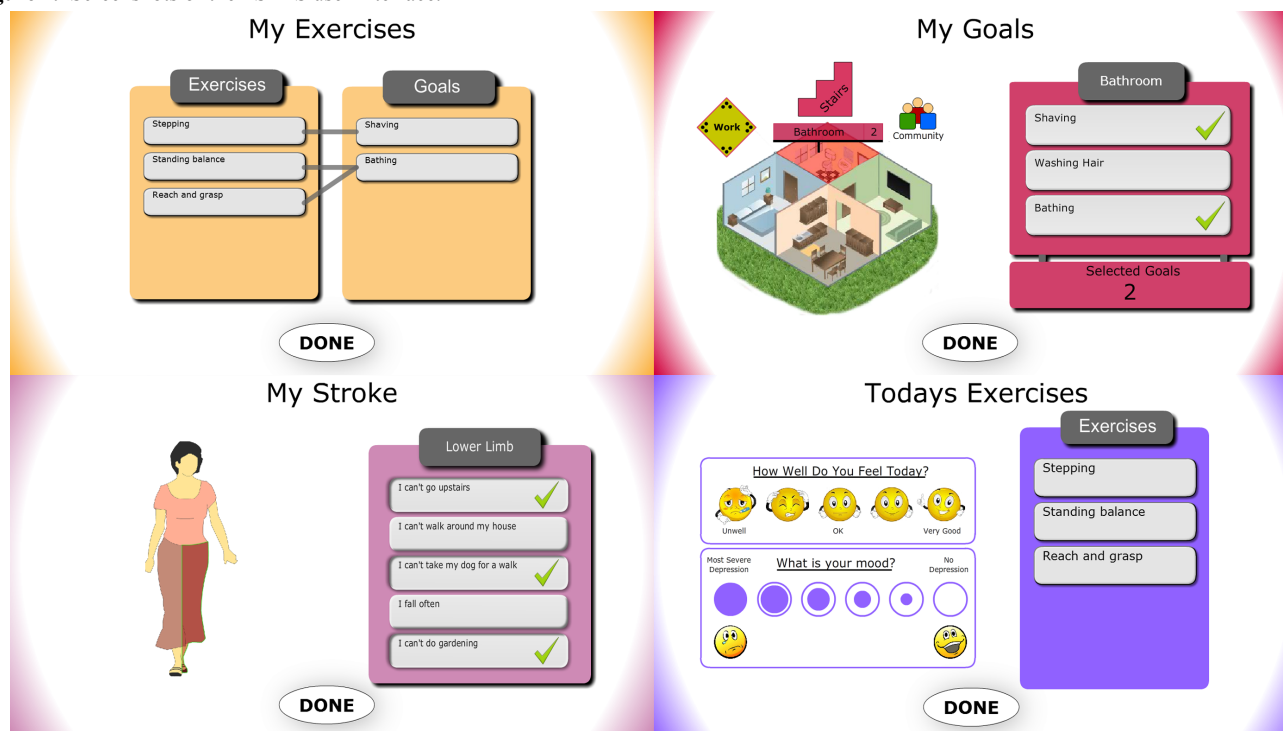 My Exercises
Exercises
Goals
Stepping
Shaving
Standing balance
Bathing
Reach and grasp
DONE
My Goals
Work
Stairs
Bathroom 2
Community
Bathroom
Shaving
Washing Hair
Bathing
Selected Goals
2
DONE
My Stroke
Lower Limb
I can't go upstairs
I can't walk around my house
I can't take my dog for a walk
I fall often
I can't do gardening
DONE
Todays Exercises
How Well Do You Feel Today?
Unwell
OK
Very Good
Most Severe
Depression
What is your mood?
No
Depression
Exercises
Stepping
Standing balance
Reach and grasp
DONE